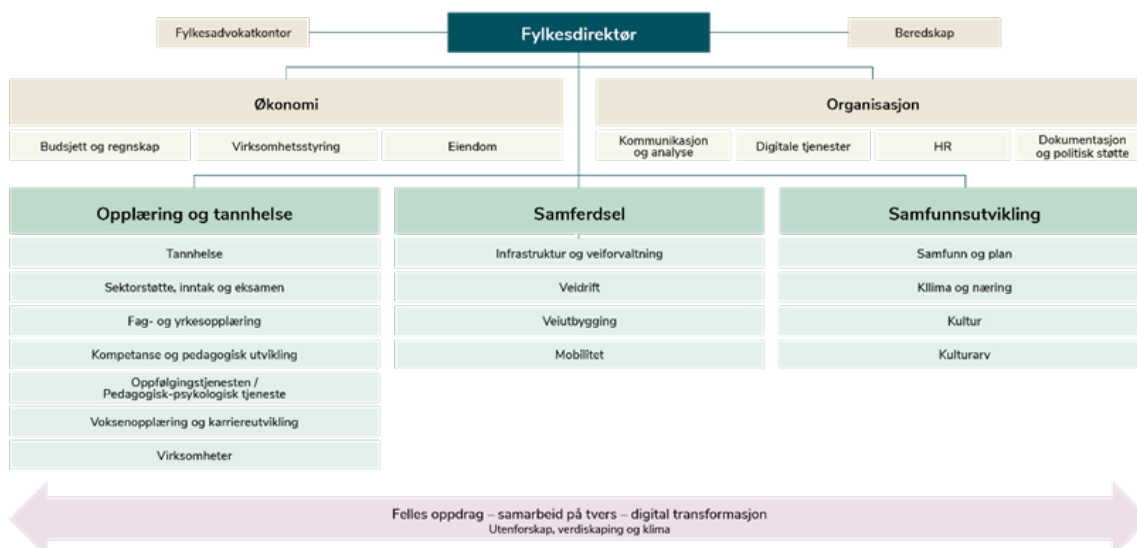 Fylkesadvokatkontor
Fylkesdirektør
Beredskap
Økonomi
Budsjett og regnskap
Virksomhetsstyring
Eiendom
Organisasjon
Kommunikasjon
og analyse
Digitale tjenester
HR
Dokumentasjon
og politisk støtte
Opplæring og tannhelse
Tannhelse
Sektorstøtte, inntak og eksamen
Fag- og yrkesopplæring
Kompetanse og pedagogisk utvikling
Oppfølgingstjenesten /
Pedagogisk-psykologisk tjeneste
Voksenopplæring og karriereutvikling
Virksomheter
Samferdsel
Infrastruktur og veiforvaltning
Veidrift
Veiutbygging
Mobilitet
Samfunnsutvikling
Samfunn og plan
Kllima og næring
Kultur
Kulturarv
Felles oppdrag – samarbeid på tvers – digital transformasjon
Utenforskap, verdiskaping og klima